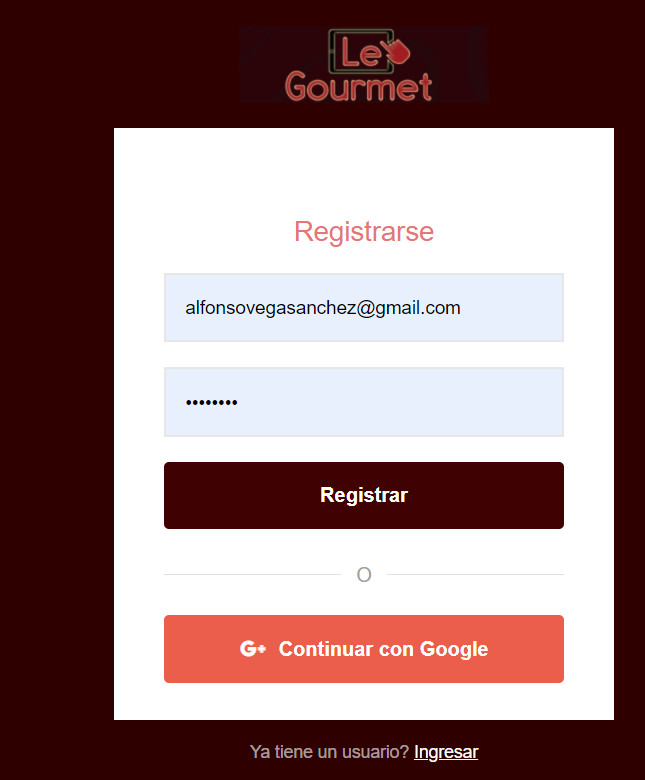 Le
Gourmet
Registrarse
alfonsovegasanchez@gmail.com
••••••••
Registrar
O
G+ Continuar con Google
Ya tiene un usuario? Ingresar